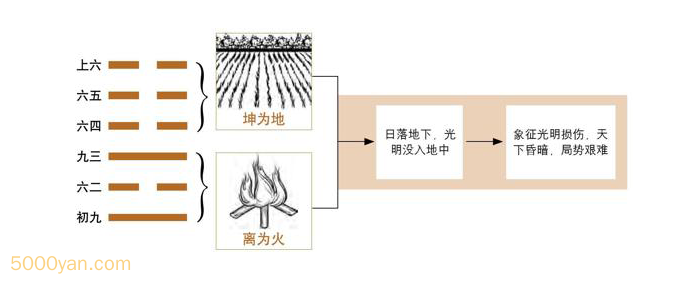 上六
六五
六四
九三
六二
初九
坤为地
离为火
日落地下，光
明没入地中
象征光明损伤，天
下昏暗，局势艰难
5000yan.com